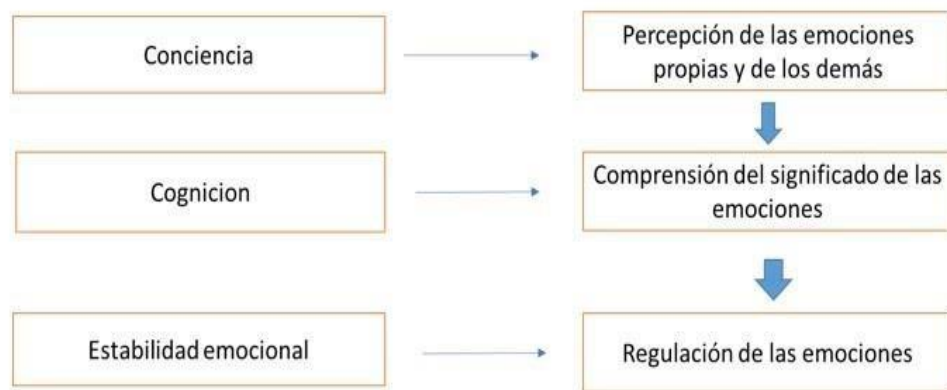 Conciencia
Percepción de las emociones
propias y de los demás
Cognicion
Comprensión del significado de las
emociones
Estabilidad emocional
Regulación de las emociones